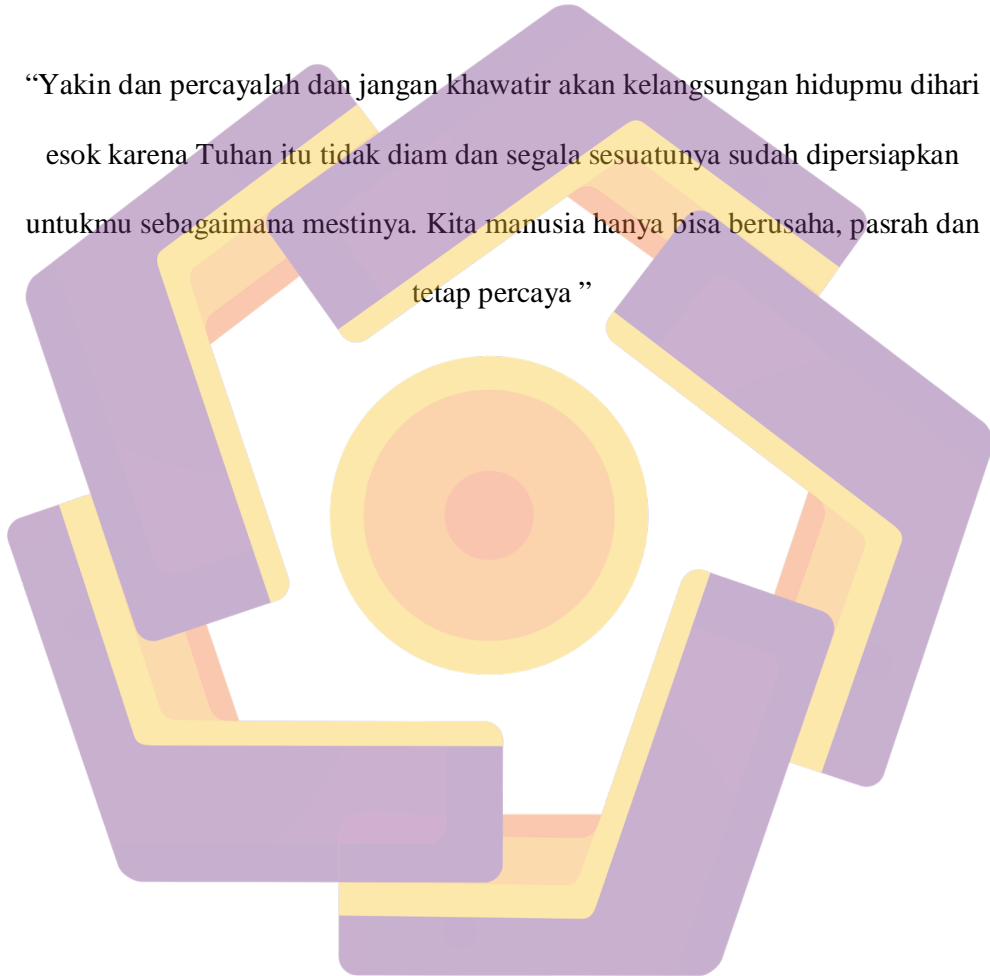 “Yakin dan percayalah dan jangan khawatir akan kelangsungan hidupmu dihari
esok karena Tuhan itu tidak diam dan segala sesuatunya sudah dipersiapkan
untukmu sebagaimana mestinya. Kita manusia hanya bisa berusaha, pasrah dan
tetap percaya ”